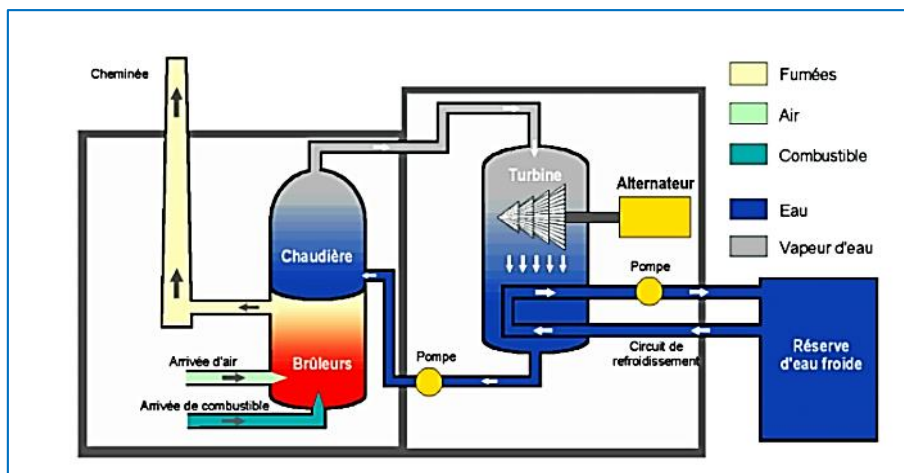 Cheminée
Fumées
Air
Combustible
Eau
Vapeur d'eau
Turbine
Alternateur
Chaudière
Pompe
Circuit de
refroidissement
Réserve
d'eau froide
Arrivée d'air
Brûleurs
Pompe
Arrivée de combustible